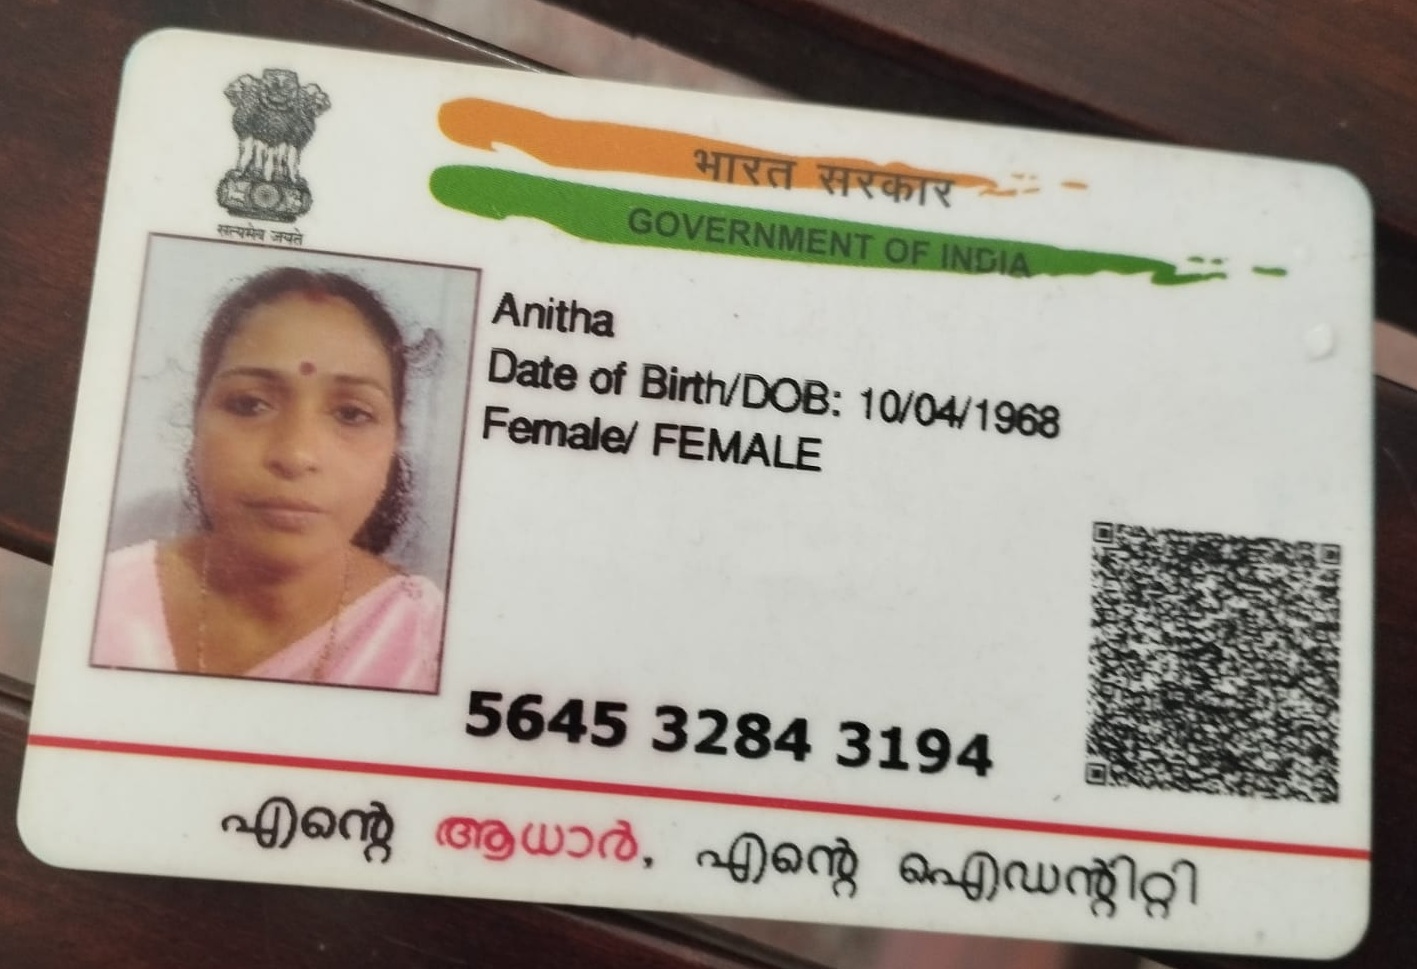 भारत सरकार
GOVERNMENT OF INDIA
सत्यमेव जयते
Anitha
Date of Birth/DOB: 10/04/1968
Female/ FEMALE
5645 3284 3194
എന്റെ ആധാർ, എന്റെ ഐഡന്റിറ്റി